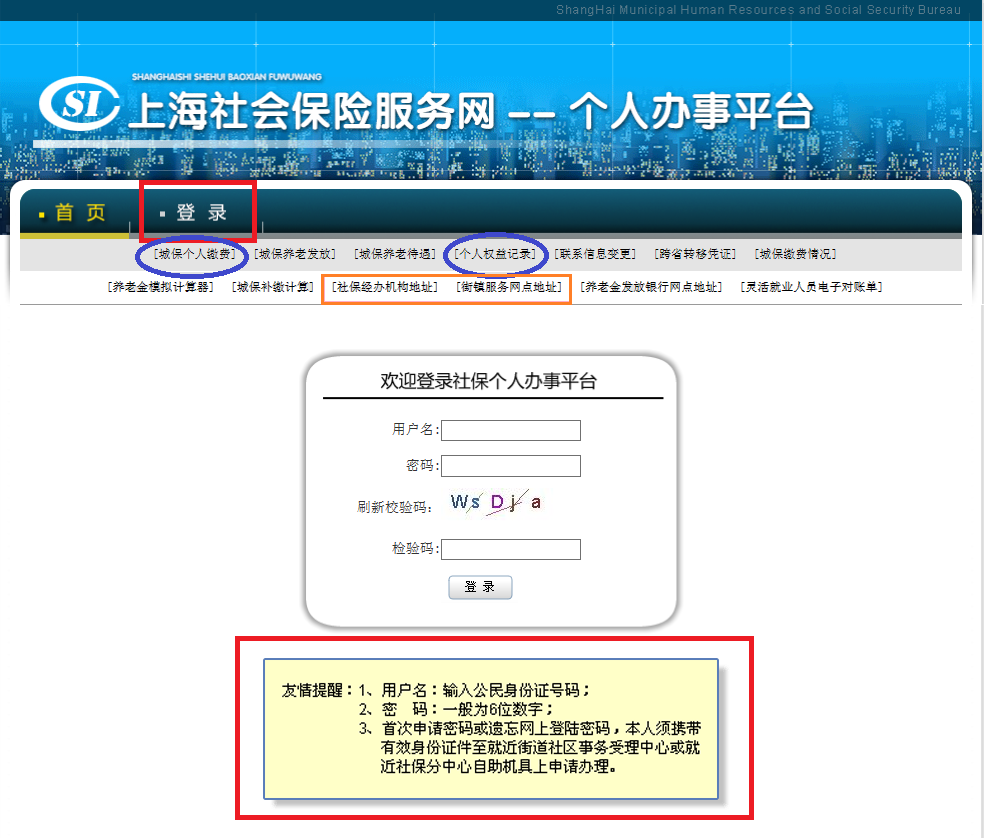 ShangHai Municipal Human Resources and Social Security Bureau
SHANGHAISHI SHEHUI BAOXIAN FUWUWANG
SI 上海社会保险服务网 -- 个人办事平台
首 页 登 录
[城保个人缴费] [城保养老发放] [城保养老待遇] [个人权益记录] [联系信息变更] [跨省转移凭证] [城保缴费情况]
[养老金模拟计算器] [城保补缴计算] [社保经办机构地址] [街镇服务网点地址] [养老金发放银行网点地址] [灵活就业人员电子对账单]
欢迎登录社保个人办事平台
用户名:
密码:
刷新校验码: Ws D j a
检验码:
登 录
友情提醒：1、用户名：输入公民身份证号码；
2、密 码：一般为6位数字；
3、首次申请密码或遗忘网上登陆密码，本人须携带
有效身份证件至就近街道社区事务受理中心或就
近社保分中心自助机具上申请办理。